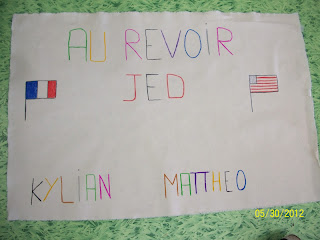 AU REVOIR
JED
KYLIAN MATTHEO
05/30/2012